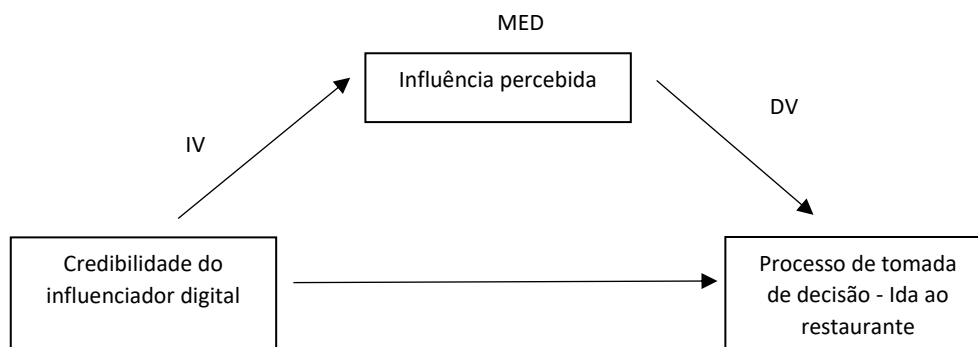 MED
Influência percebida
DV
IV
Credibilidade do
influenciador digital
Processo de tomada
de decisão - Ida ao
restaurante